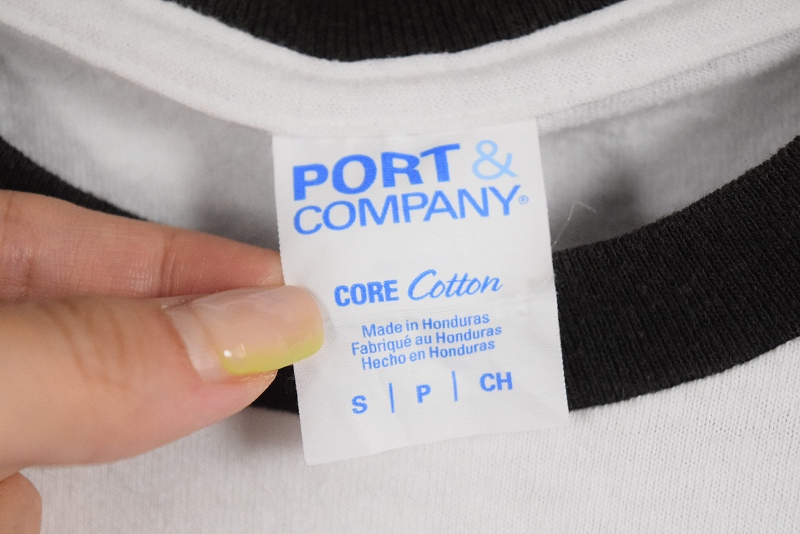 PORT &
COMPANY®
CORE Cotton
Made in Honduras
Fabriqué au Honduras
Hecho en Honduras
S | P | CH